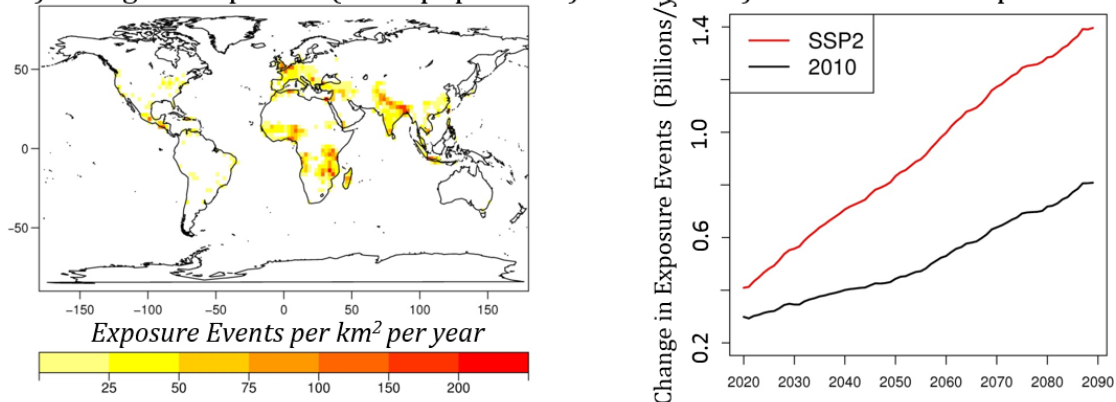 50
0
−50
−150 −100 −50 0 50 100 150
Exposure Events per km² per year
25 50 75 100 150 200
Change in Exposure Events (Billions/y
1.4
1.0
0.6
0.2
SSP2
2010
2020 2030 2040 2050 2060 2070 2080 2090